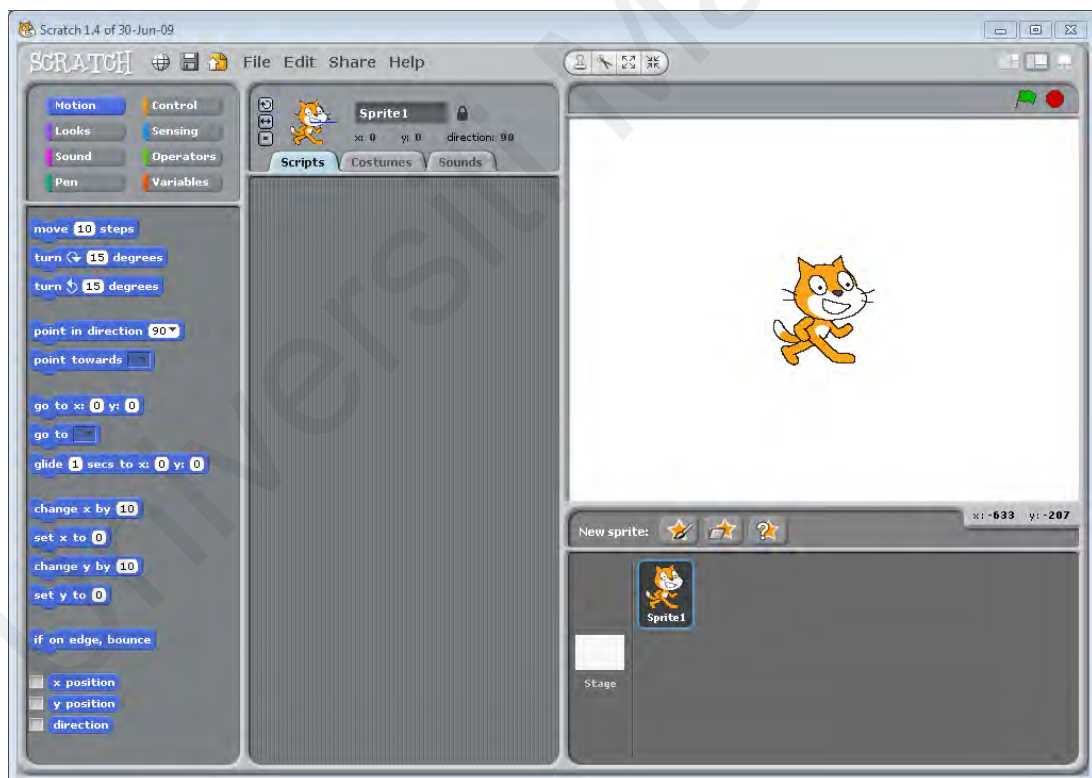 Scratch 1.4 of 30-Jun-09
SCRATCH File Edit Share Help
Motion Control
Looks Sensing
Sound Operators
Pen Variables
Sprite1
x: 0 y: 0 direction: 90
Scripts Costumes Sounds
move 10 steps
turn 15 degrees
turn 15 degrees
point in direction 90
point towards
go to x: 0 y: 0
go to
glide 1 secs to x: 0 y: 0
change x by 10
set x to 0
change y by 10
set y to 0
if on edge, bounce
x position
y position
direction
x: -633 y: -207
New sprite:
Sprite1
Stage